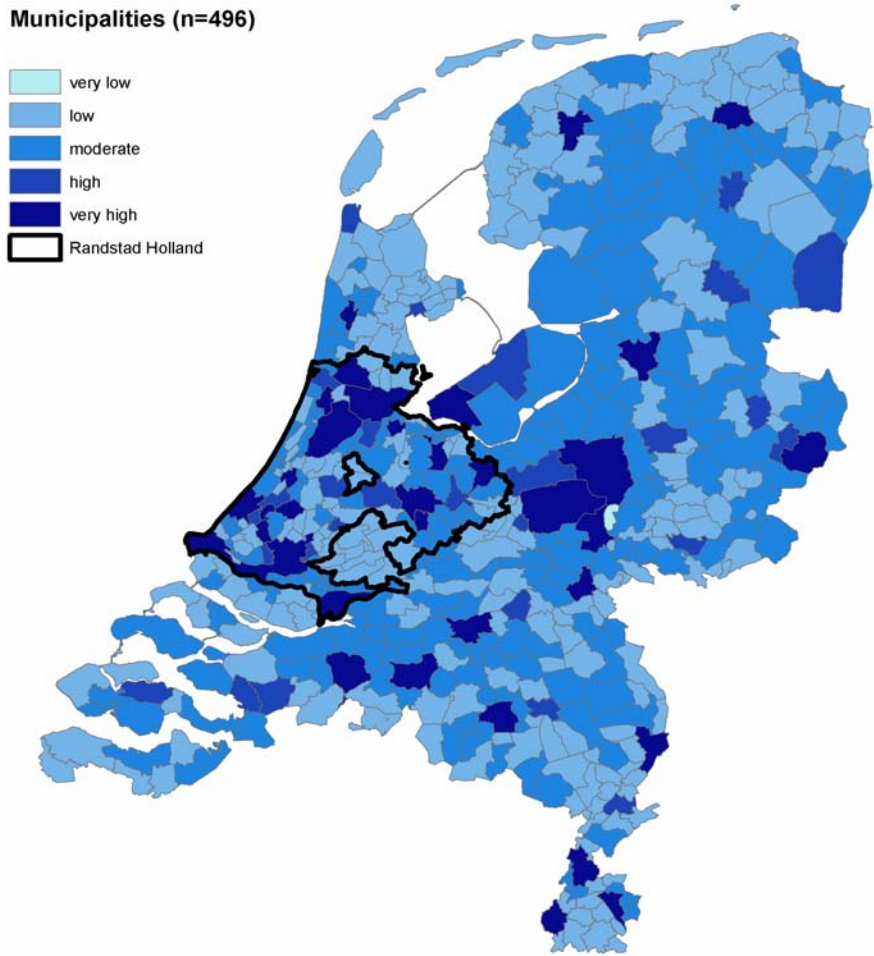 Municipalities (n=496)
very low
low
moderate
high
very high
Randstad Holland